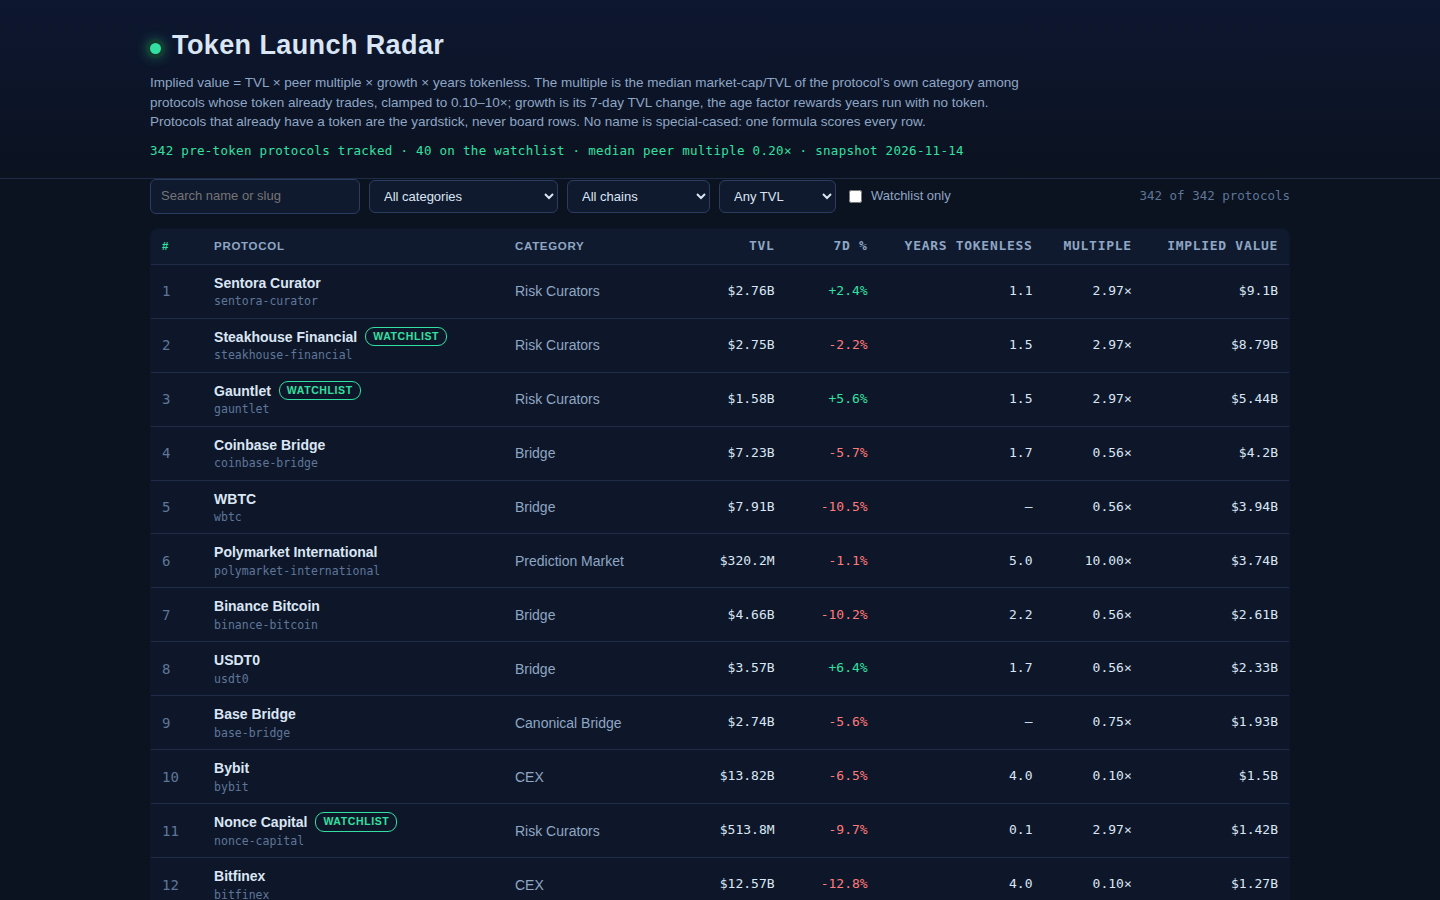 Token Launch Radar
Implied value = TVL × peer multiple × growth × years tokenless. The multiple is the median market-cap/TVL of the protocol's own category among
protocols whose token already trades, clamped to 0.10–10×; growth is its 7-day TVL change, the age factor rewards years run with no token.
Protocols that already have a token are the yardstick, never board rows. No name is special-cased: one formula scores every row.
342 pre-token protocols tracked · 40 on the watchlist · median peer multiple 0.20× · snapshot 2026-11-14
Search name or slug All categories All chains Any TVL Watchlist only 342 of 342 protocols
# PROTOCOL CATEGORY TVL 7D % YEARS TOKENLESS MULTIPLE IMPLIED VALUE
1 Sentora Curator Risk Curators $2.76B +2.4% 1.1 2.97× $9.1B
sentora-curator
2 Steakhouse Financial WATCHLIST Risk Curators $2.75B -2.2% 1.5 2.97× $8.79B
steakhouse-financial
3 Gauntlet WATCHLIST Risk Curators $1.58B +5.6% 1.5 2.97× $5.44B
gauntlet
4 Coinbase Bridge Bridge $7.23B -5.7% 1.7 0.56× $4.2B
coinbase-bridge
5 WBTC Bridge $7.91B -10.5% — 0.56× $3.94B
wbtc
6 Polymarket International Prediction Market $320.2M -1.1% 5.0 10.00× $3.74B
polymarket-international
7 Binance Bitcoin Bridge $4.66B -10.2% 2.2 0.56× $2.61B
binance-bitcoin
8 USDT0 Bridge $3.57B +6.4% 1.7 0.56× $2.33B
usdt0
9 Base Bridge Canonical Bridge $2.74B -5.6% — 0.75× $1.93B
base-bridge
10 Bybit CEX $13.82B -6.5% 4.0 0.10× $1.5B
bybit
11 Nonce Capital WATCHLIST Risk Curators $513.8M -9.7% 0.1 2.97× $1.42B
nonce-capital
12 Bitfinex CEX $12.57B -12.8% 4.0 0.10× $1.27B
bitfinex